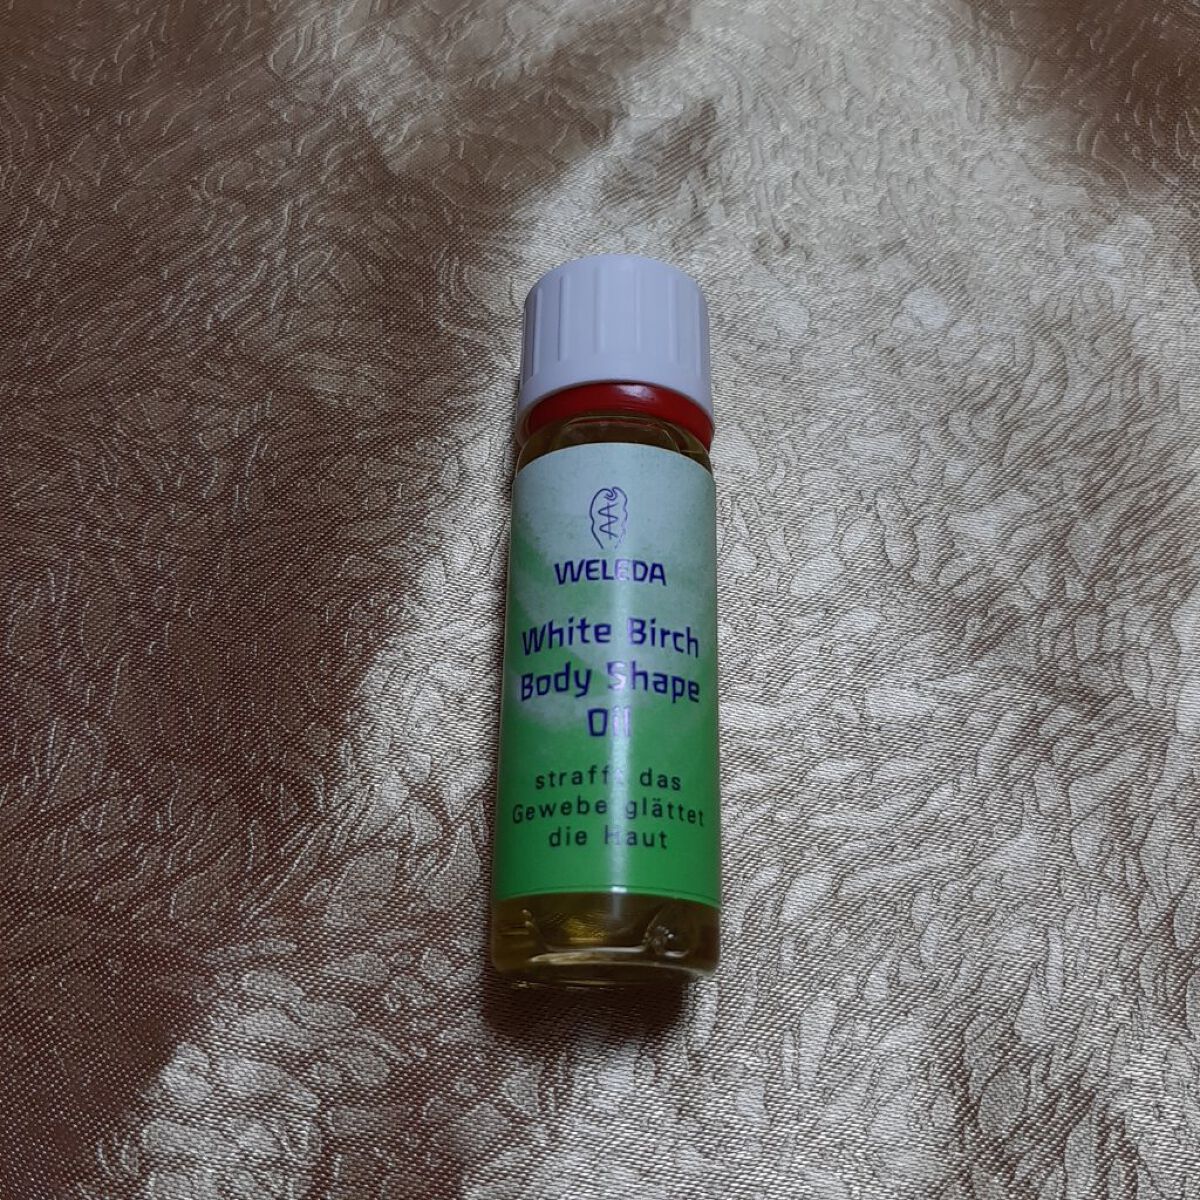 WELEDA
White Birch
Body Shape
Oil
strafft das
Gewebe, glättet
die Haut